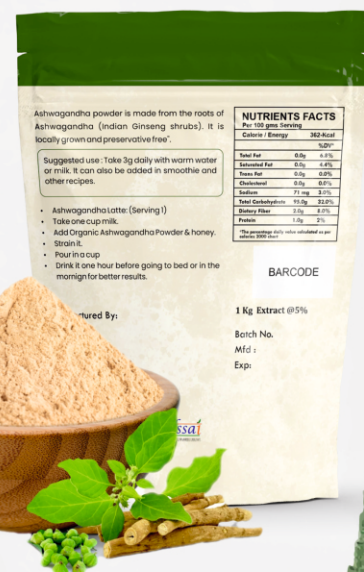 Ashwagandha powder is made from the roots of
Ashwagandha (Indian Ginseng shrubs). It is
locally grown and preservative free".
Suggested use : Take 3g daily with warm water
or milk. It can also be added in smoothie and
other recipes.
• Ashwagandha Latte: (Serving 1)
• Take one cup milk.
• Add Organic Ashwagandha Powder & honey.
• Strain it.
• Pour in a cup
• Drink it one hour before going to bed or in the
mornign for better results.
ctured By:
ssai
NUTRIENTS FACTS
Per 100 gms Serving
Calorie / Energy 362-Kcal
%DV*
Total Fat 0.0g
Saturated Fat 0.0g
Trans Fat 0.0g 0.0%
Cholesterol 0.0g 0.0%
Sodium 71 mg 3.0%
Total Carbohydrate 95.0g 32.0%
Dietary Fiber 2.0g 8.0%
Protein 1.0g 2%
*The percentage daily value calculated as per
calories 2000 chart
BARCODE
1 Kg Extract @5%
Batch No.
Mfd :
Exp: